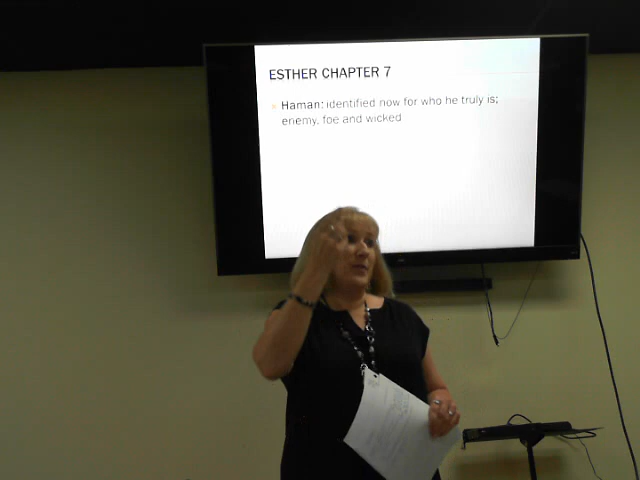 ESTHER CHAPTER 7
Haman: identified now for who he truly is;
enemy, foe and wicked